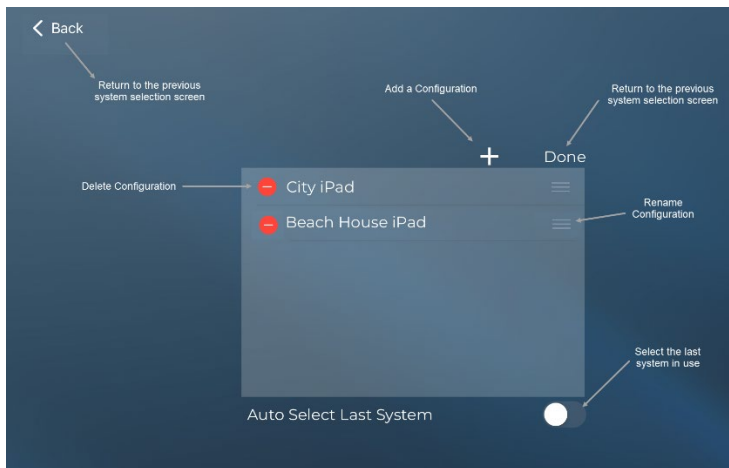 Back
Return to the previous
system selection screen
Add a Configuration
Return to the previous
system selection screen
Done
Delete Configuration
City iPad
Beach House iPad
Rename
Configuration
Select the last
system in use
Auto Select Last System